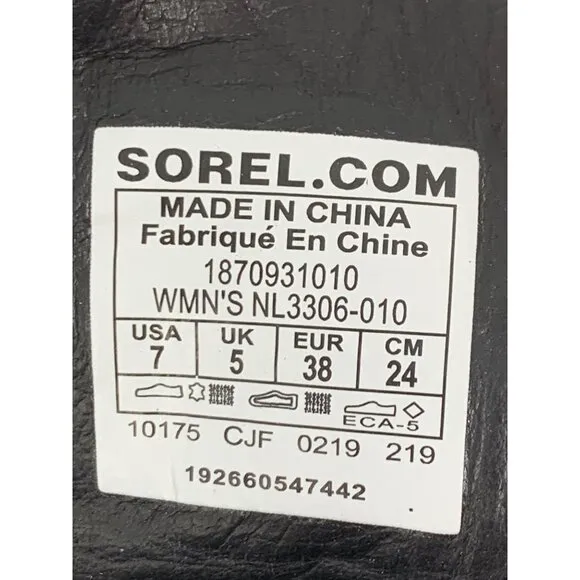 SOREL.COM
MADE IN CHINA
Fabriqué En Chine
1870931010
WMN'S NL3306-010
USA UK EUR CM
7 5 38 24
ECA-5
10175 CJF 0219 219
192660547442